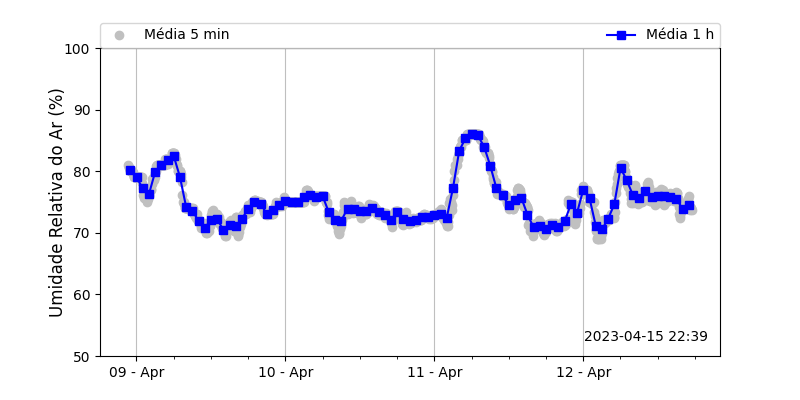 Média 5 min
Média 1 h
Umidade Relativa do Ar (%)
100
90
80
70
60
50
2023-04-15 22:39
09 - Apr
10 - Apr
11 - Apr
12 - Apr